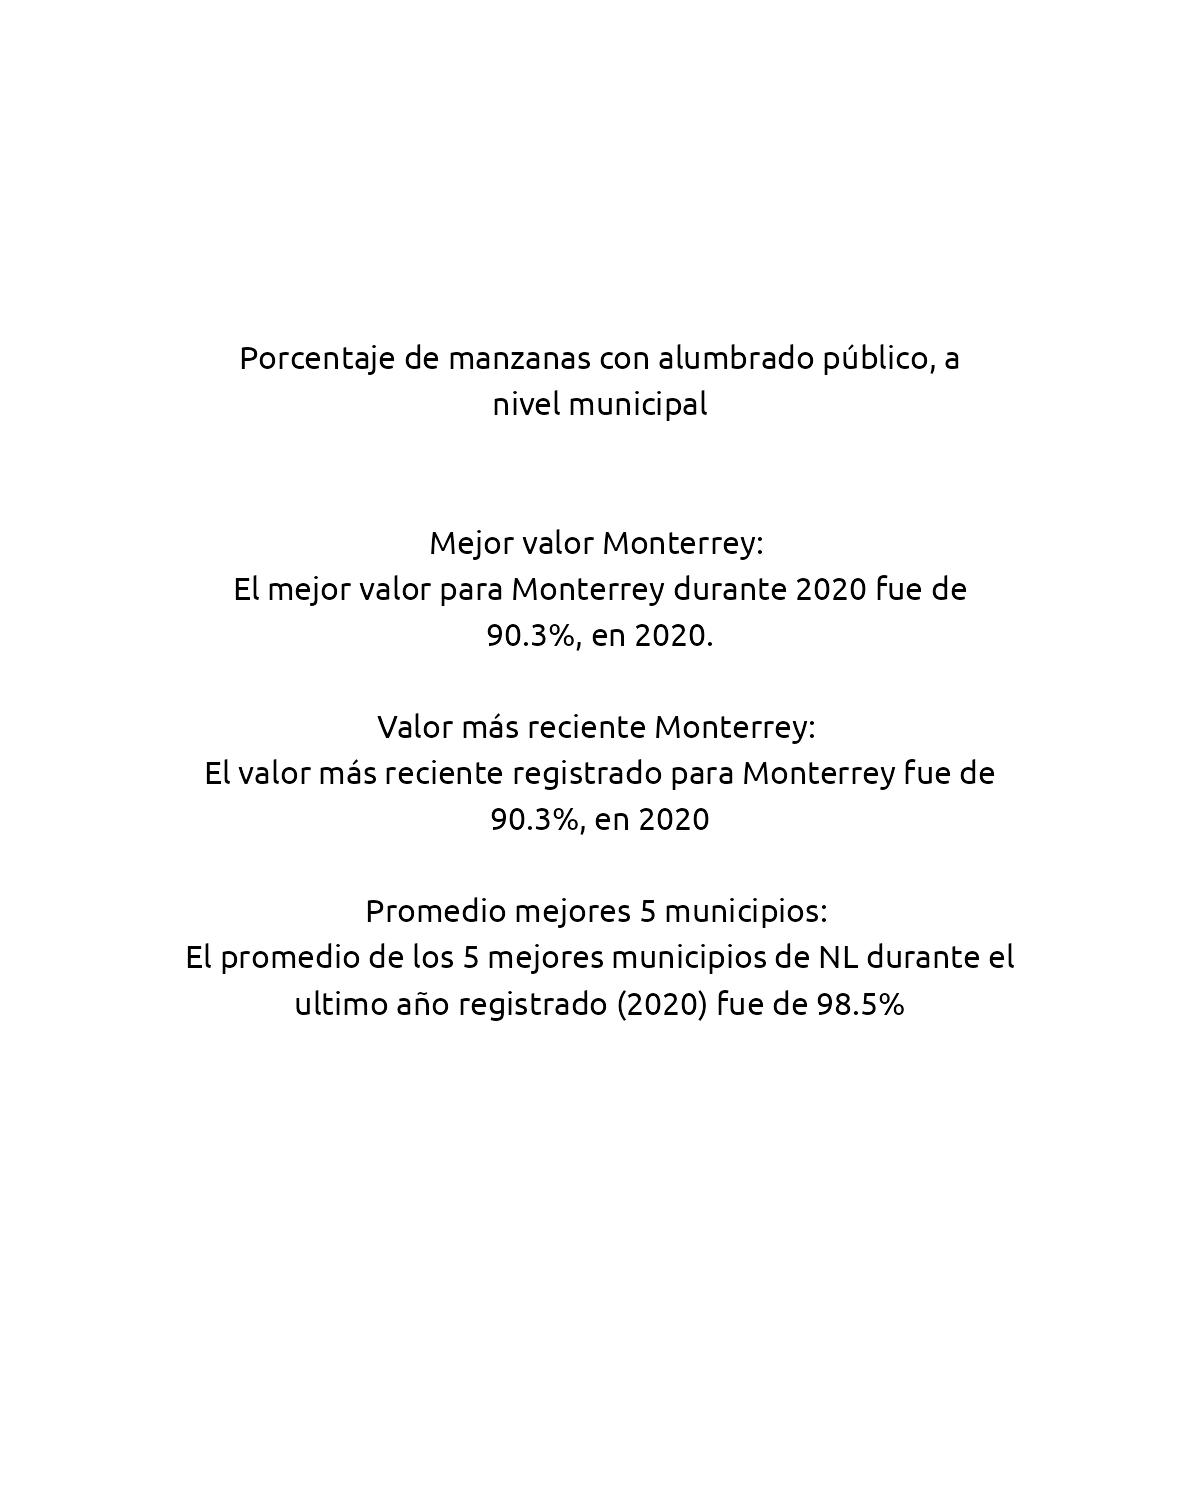 Porcentaje de manzanas con alumbrado público, a
nivel municipal
Mejor valor Monterrey:
El mejor valor para Monterrey durante 2020 fue de
90.3%, en 2020.
Valor más reciente Monterrey:
El valor más reciente registrado para Monterrey fue de
90.3%, en 2020
Promedio mejores 5 municipios:
El promedio de los 5 mejores municipios de NL durante el
ultimo año registrado (2020) fue de 98.5%